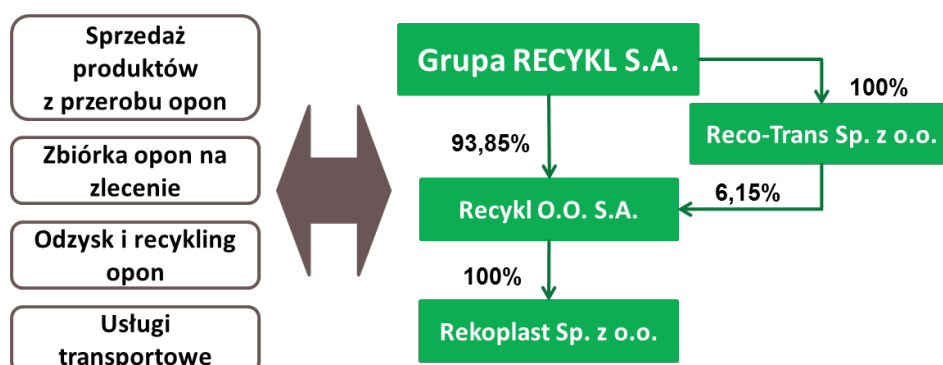 Sprzedaż
produktów
z przerobu opon
Zbiórka opon na
zlecenie
Odzysk i recykling
opon
Usługi
transportowe
Grupa RECYKL S.A.
100%
93,85%
Reco-Trans Sp. z o.o.
6,15%
Recykl O.O. S.A.
100%
Rekoplast Sp. z o.o.